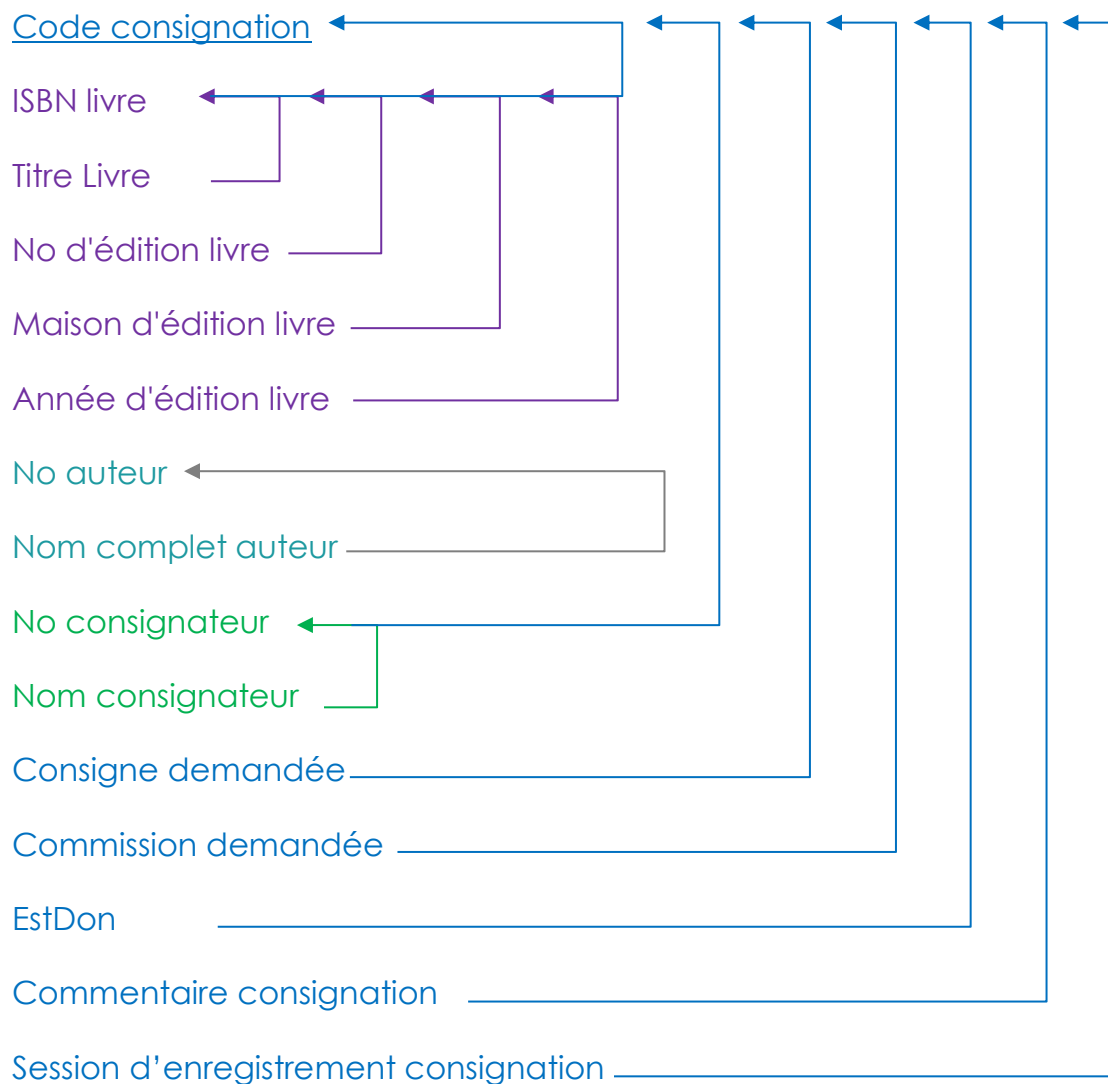 Code consignation
ISBN livre
Titre Livre
No d'édition livre
Maison d'édition livre
Année d'édition livre
No auteur
Nom complet auteur
No consignateur
Nom consignateur
Consigne demandée
Commission demandée
EstDon
Commentaire consignation
Session d’enregistrement consignation